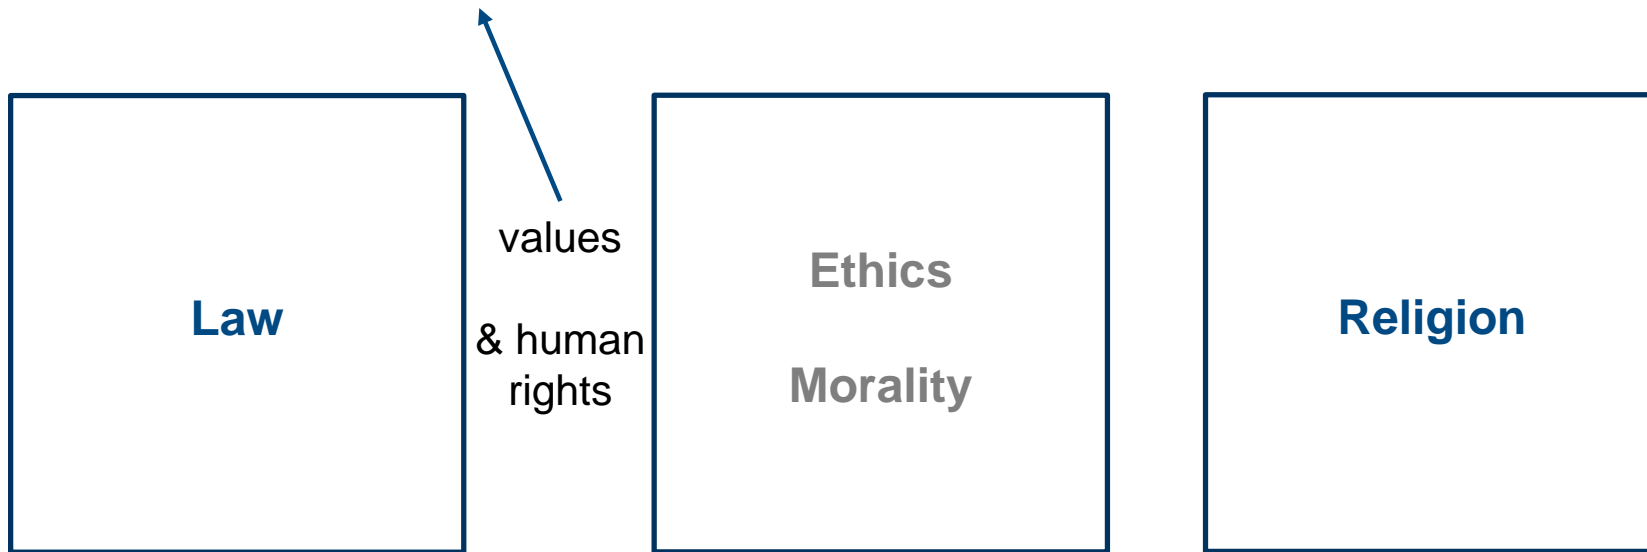 Law
values
& human
rights
Ethics
Morality
Religion